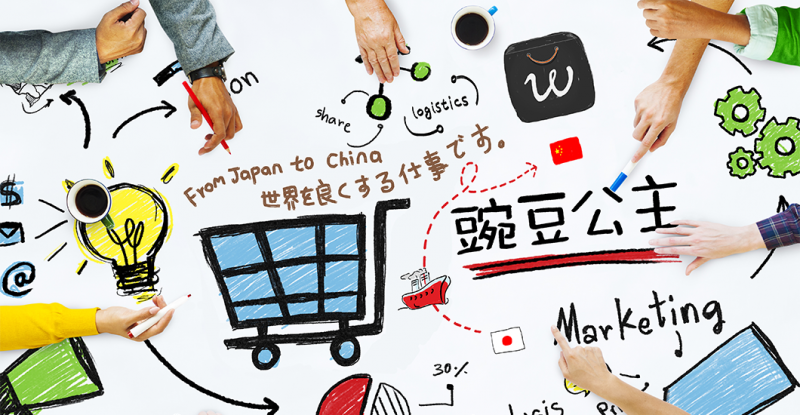 on
share
logistics
W
From Japan to China
世界を良くする仕事です。
豌豆公主
$
@
Marketing
30%